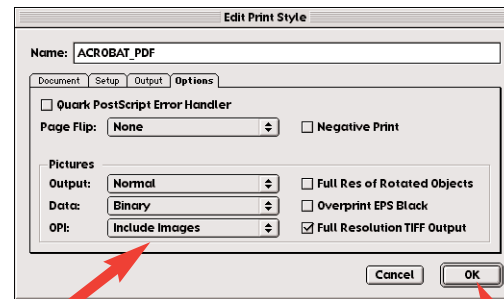 Edit Print Style
Name: ACROBAT_PDF
Document Setup Output Options
Quark PostScript Error Handler
Page Flip: None Negative Print
Pictures
Output: Normal Full Res of Rotated Objects
Data: Binary Overprint EPS Black
OPI: Include Images Full Resolution TIFF Output
Cancel OK